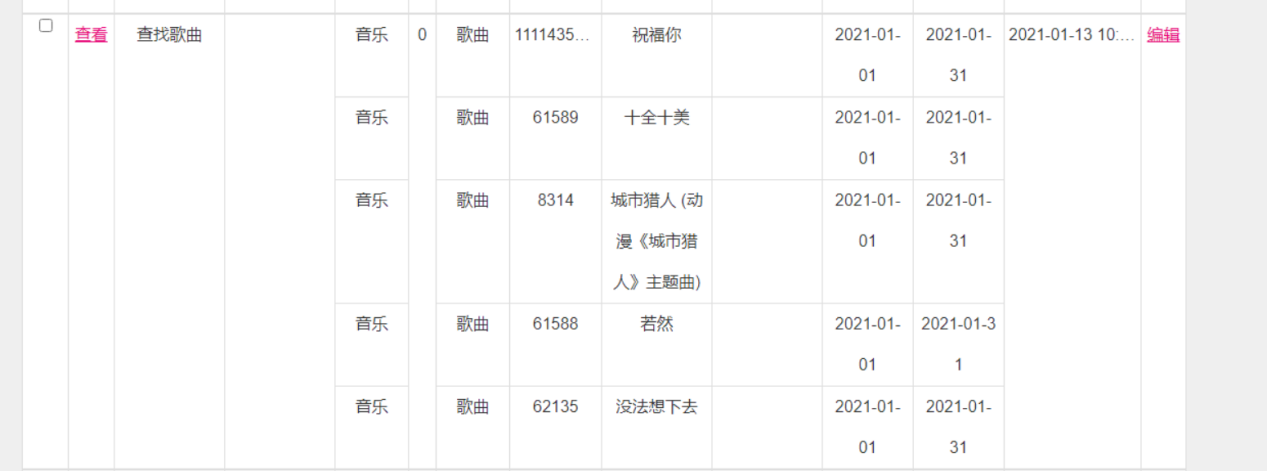 查看 查找歌曲 音乐 0 歌曲 1111435... 祝福你 2021-01- 2021-01- 2021-01-13 10:... 编辑
01 31
音乐 歌曲 61589 十全十美 2021-01- 2021-01-
01 31
音乐 歌曲 8314 城市猎人 (动 2021-01- 2021-01-
漫《城市猎 01 31
人》主题曲)
音乐 歌曲 61588 若然 2021-01- 2021-01-3
01 1
音乐 歌曲 62135 没法想下去 2021-01- 2021-01-
01 31